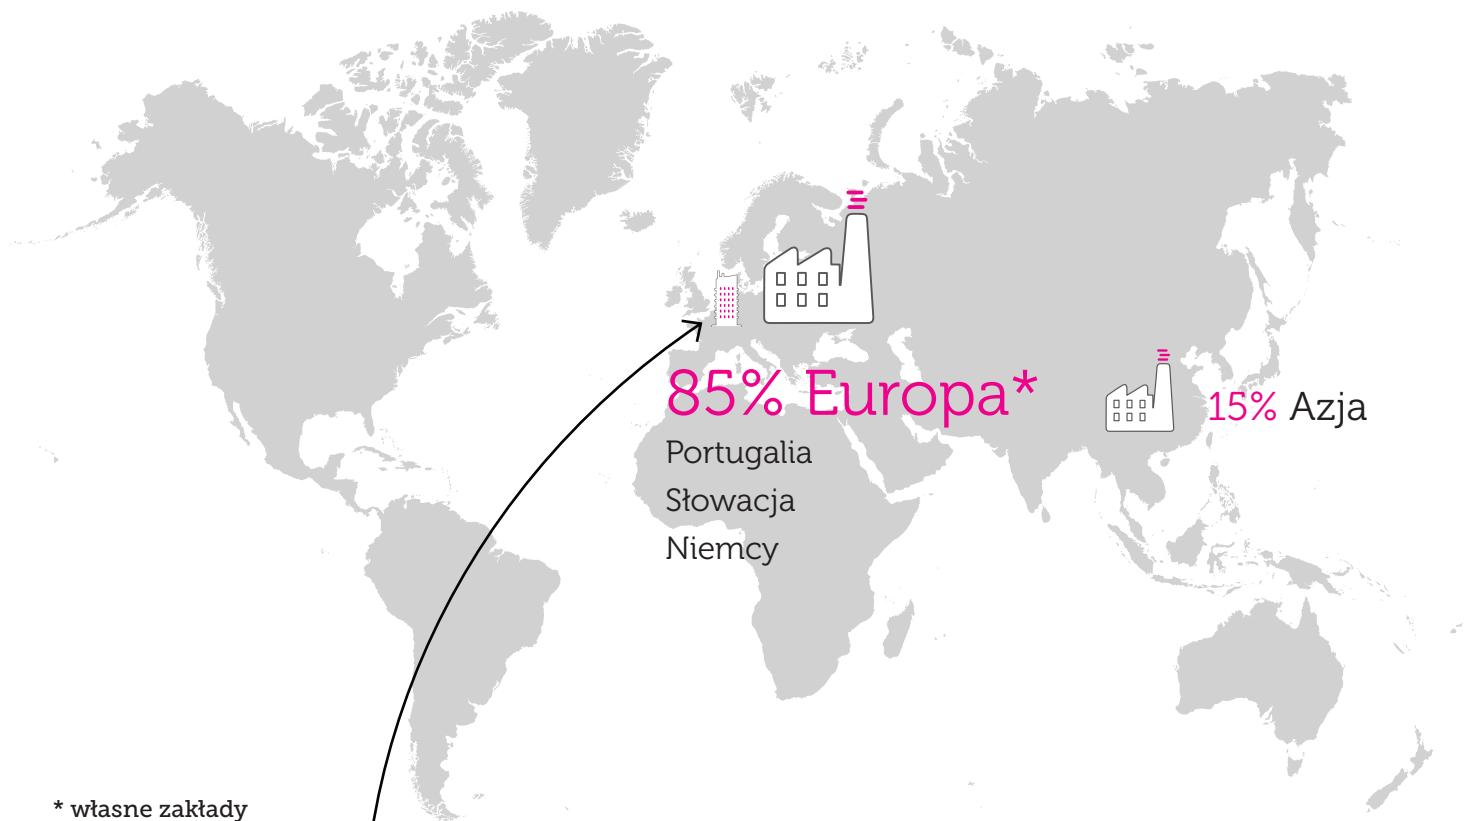 85% Europa*
Portugalia
Słowacja
Niemcy
15% Azja
* własne zakłady